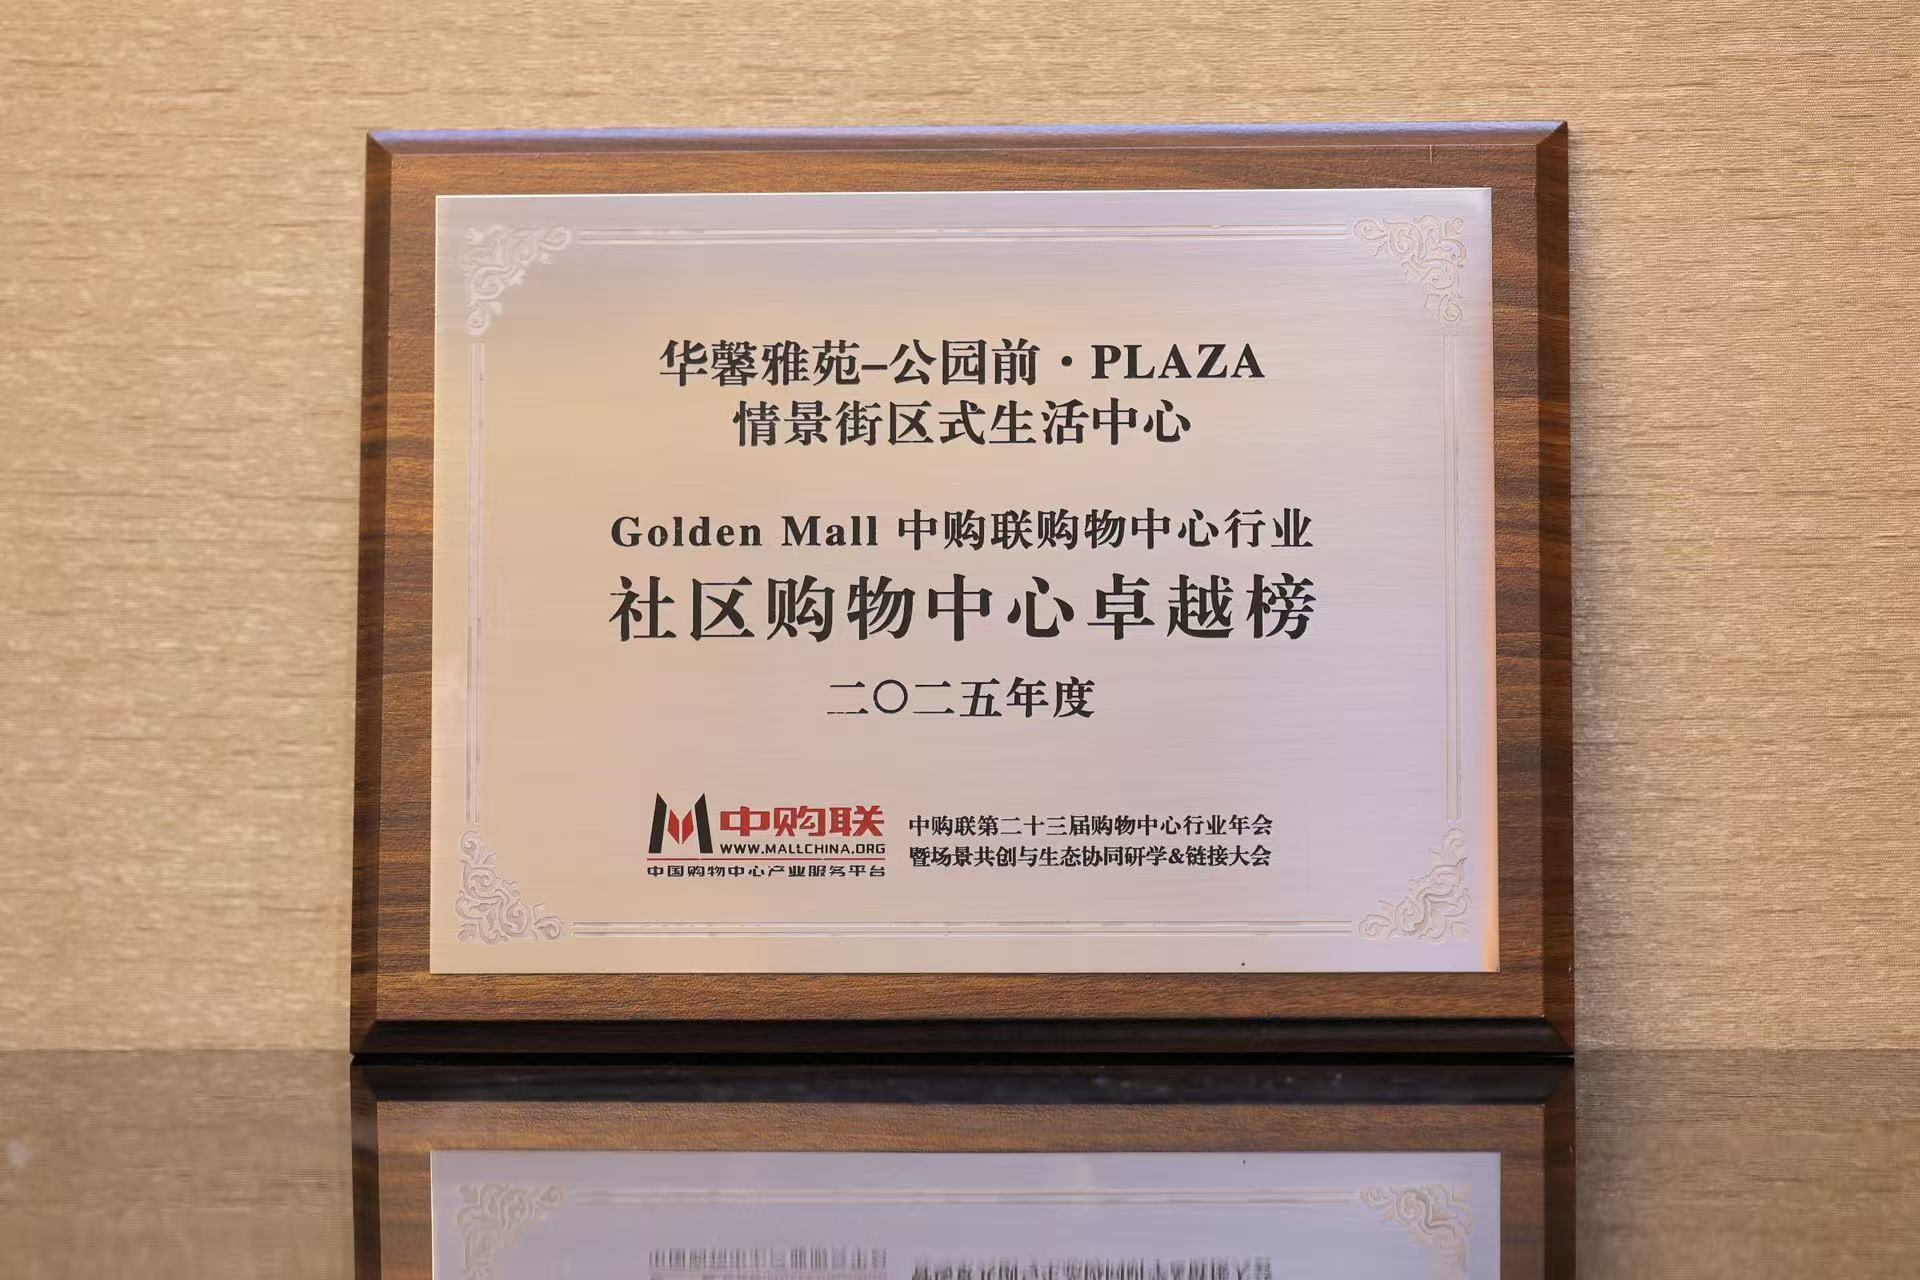 华馨雅苑–公园前·PLAZA
情景街区式生活中心
Golden Mall 中购联购物中心行业
社区购物中心卓越榜
二〇二五年度
中购联
WWW.MALLCHINA.ORG
中国购物中心产业服务平台
中购联第二十三届购物中心行业年会
暨场景共创与生态协同研学&链接大会